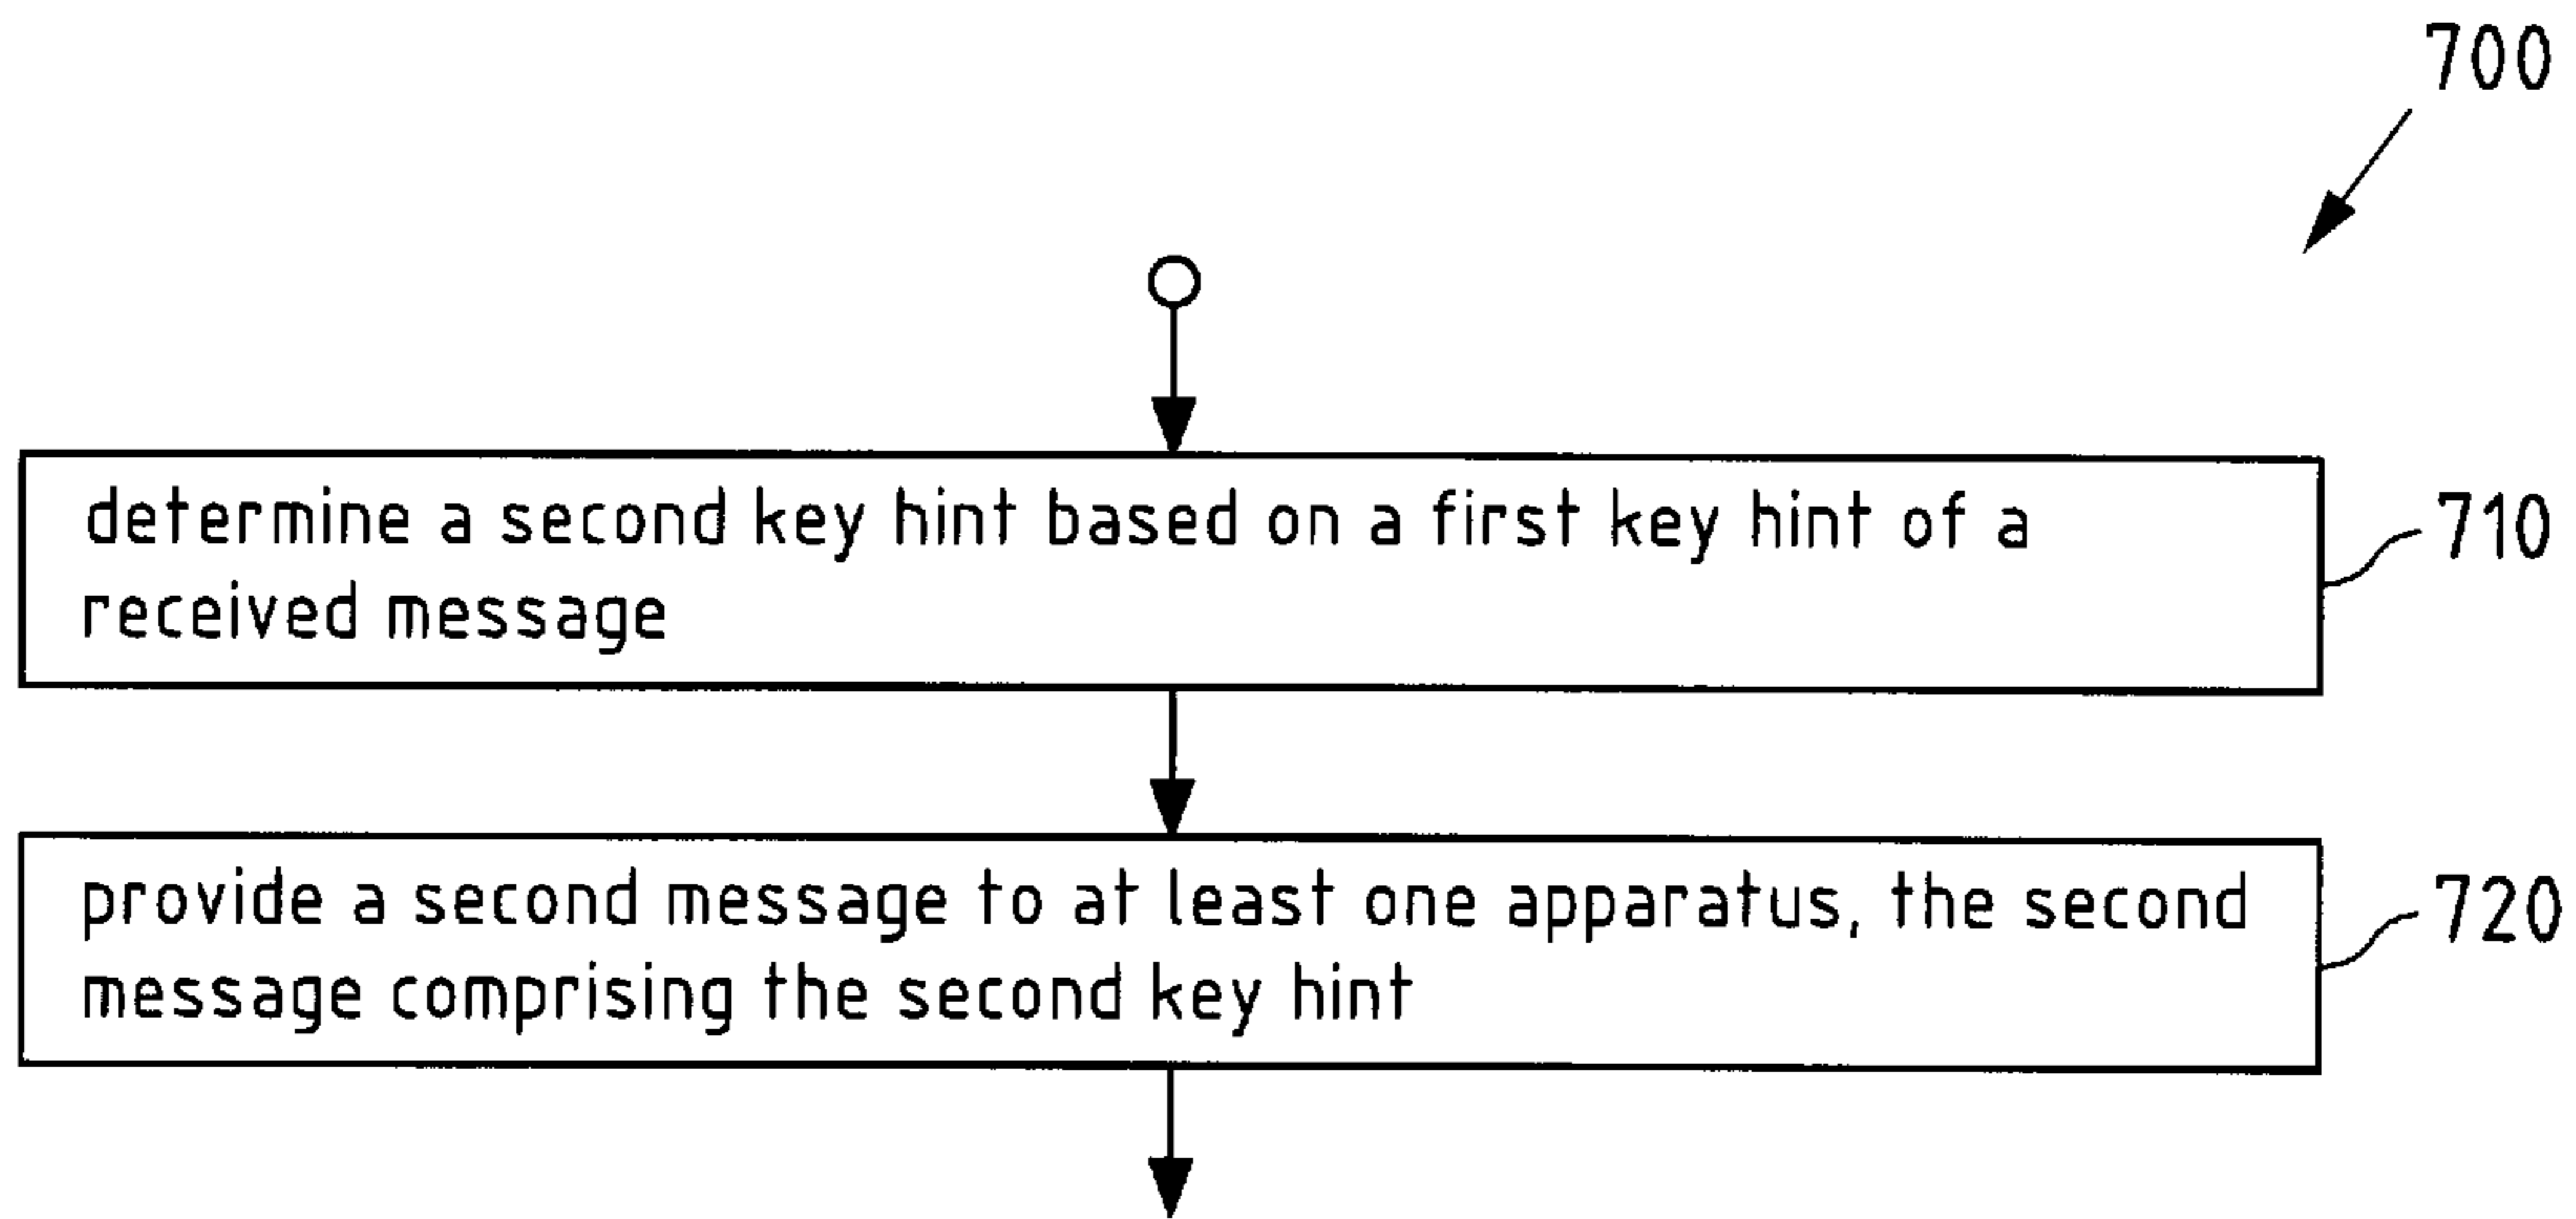 700
determine a second key hint based on a first key hint of a
received message
710
provide a second message to at least one apparatus, the second
message comprising the second key hint
720